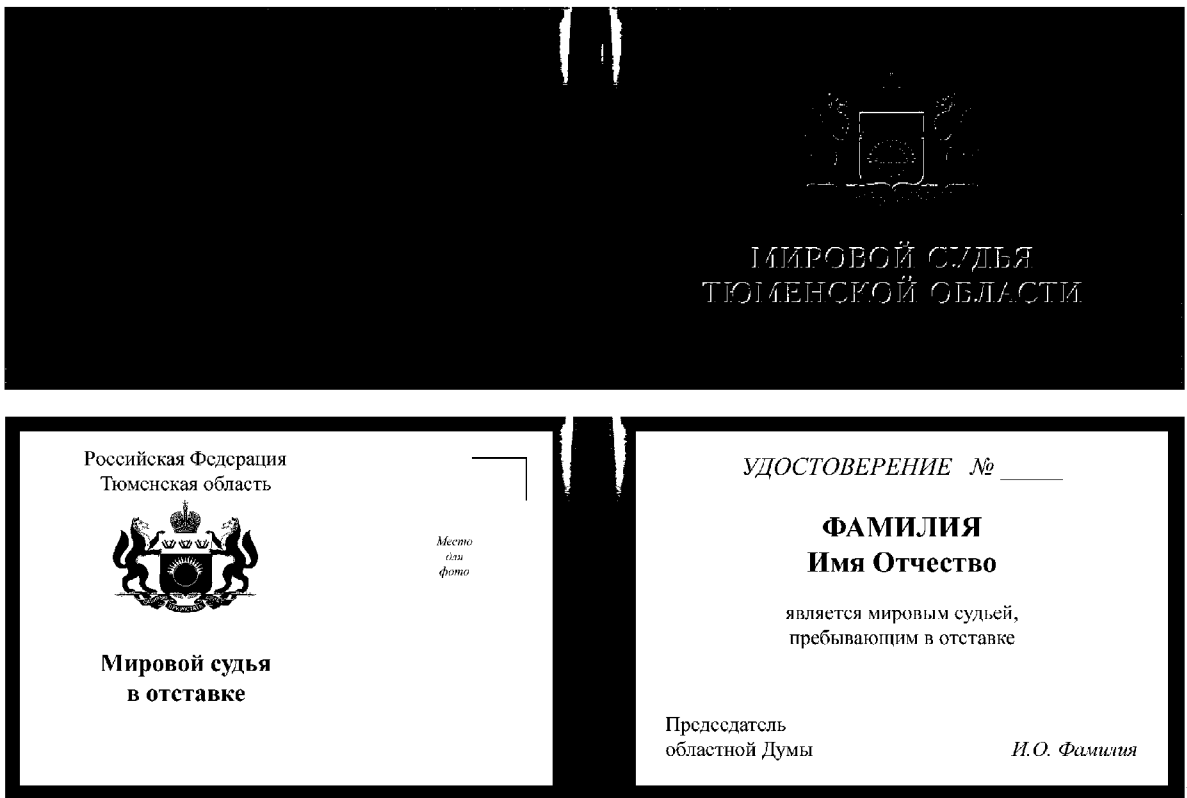 МИРОВОЙ СУДЬЯ
ТЮМЕНСКОЙ ОБЛАСТИ
Российская Федерация
Тюменская область
Мировой судья
в отставке
Место
для
фото
УДОСТОВЕРЕНИЕ № ______
ФАМИЛИЯ
Имя Отчество
является мировым судьей,
пребывающим в отставке
Председатель
областной Думы
И.О. Фамилия